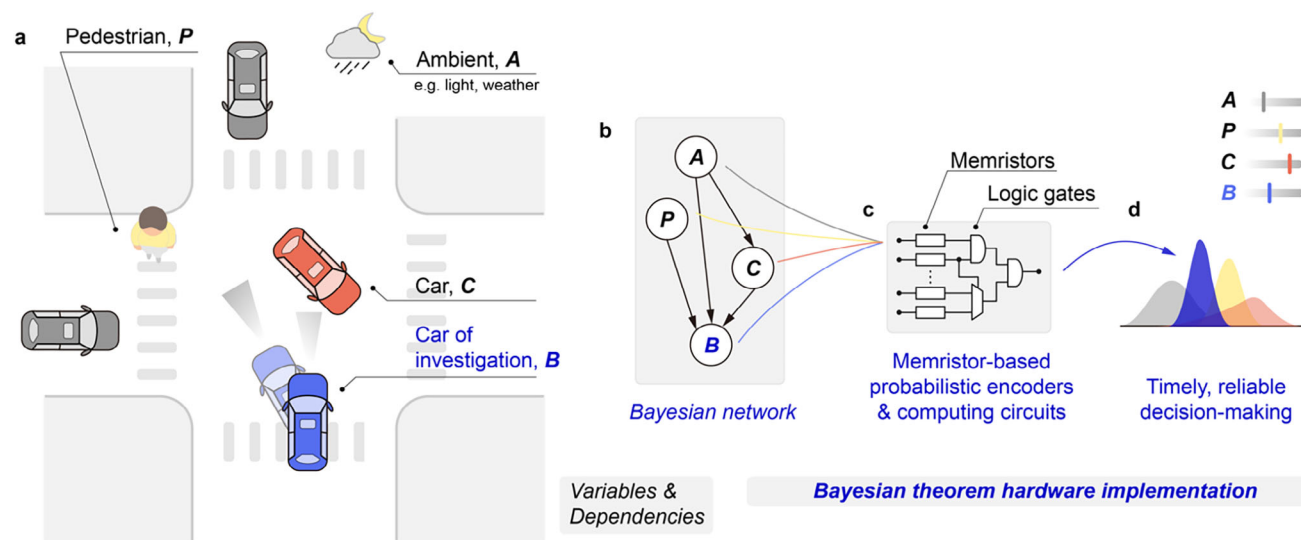 a
Pedestrian, P
Ambient, A
e.g. light, weather
Car, C
Car of
investigation, B
b
A
P
C
B
Bayesian network
c
Memristors
Logic gates
Memristor-based
probabilistic encoders
& computing circuits
d
A
P
C
B
Timely, reliable
decision-making
Variables &
Dependencies
Bayesian theorem hardware implementation